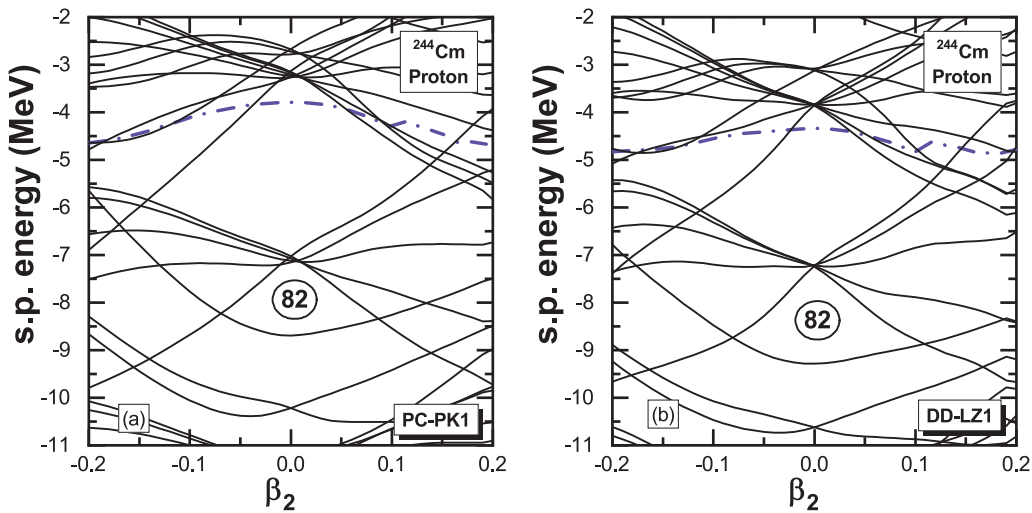 s.p. energy (MeV)
-2
-3
-4
-5
-6
-7
-8
-9
-10
-11
²⁴⁴Cm
Proton
82
(a)
PC-PK1
-0.2 -0.1 0.0 0.1 0.2
β₂
s.p. energy (MeV)
-2
-3
-4
-5
-6
-7
-8
-9
-10
-11
²⁴⁴Cm
Proton
82
(b)
DD-LZ1
-0.2 -0.1 0.0 0.1 0.2
β₂